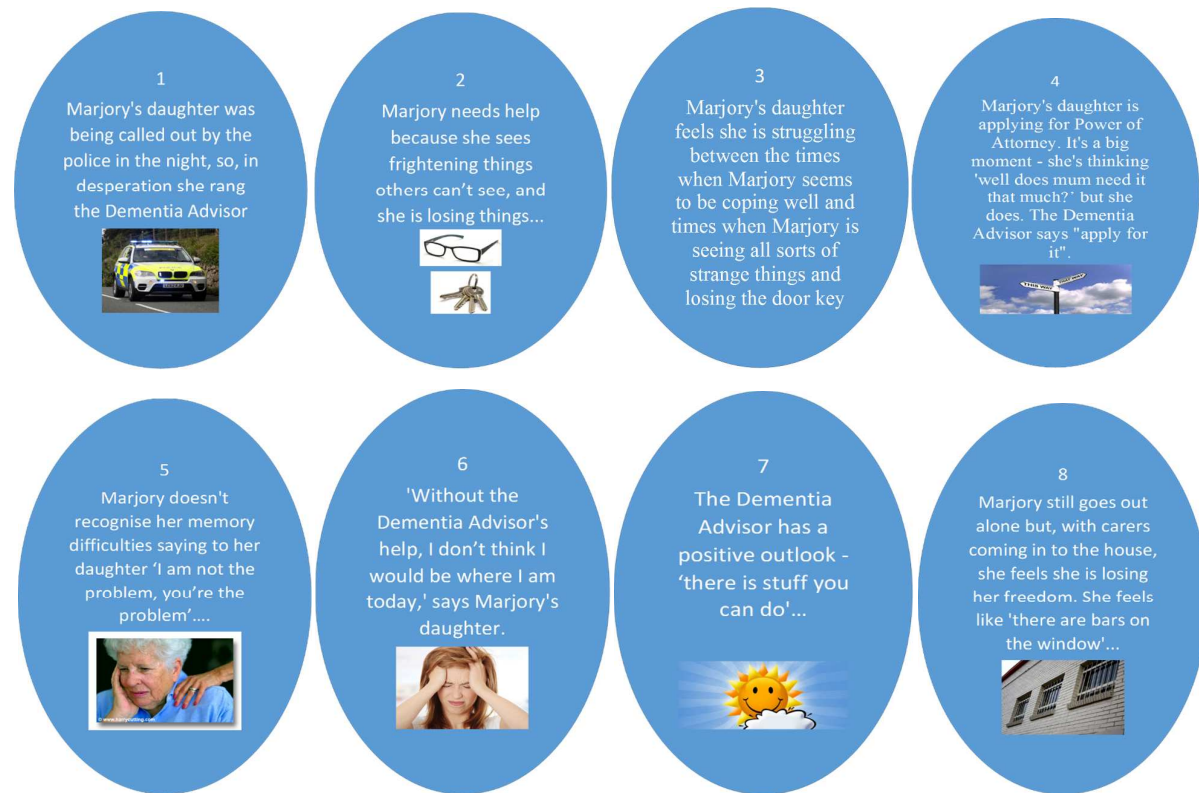 1
Marjory's daughter was
being called out by the
police in the night, so, in
desperation she rang
the Dementia Advisor
2
Marjory needs help
because she sees
frightening things
others can’t see, and
she is losing things...
3
Marjory's daughter
feels she is struggling
between the times
when Marjory seems
to be coping well and
times when Marjory is
seeing all sorts of
strange things and
losing the door key
4
Marjory's daughter is
applying for Power of
Attorney. It's a big
moment - she's thinking
'well does mum need it
that much?' but she
does. The Dementia
Advisor says "apply for
it".
THIS WAY
THAT WAY
5
Marjory doesn't
recognise her memory
difficulties saying to her
daughter ‘I am not the
problem, you’re the
problem’....
6
'Without the
Dementia Advisor's
help, I don’t think I
would be where I am
today,' says Marjory's
daughter.
7
The Dementia
Advisor has a
positive outlook -
‘there is stuff you
can do'...
8
Marjory still goes out
alone but, with carers
coming in to the house,
she feels she is losing
her freedom. She feels
like 'there are bars on
the window'...